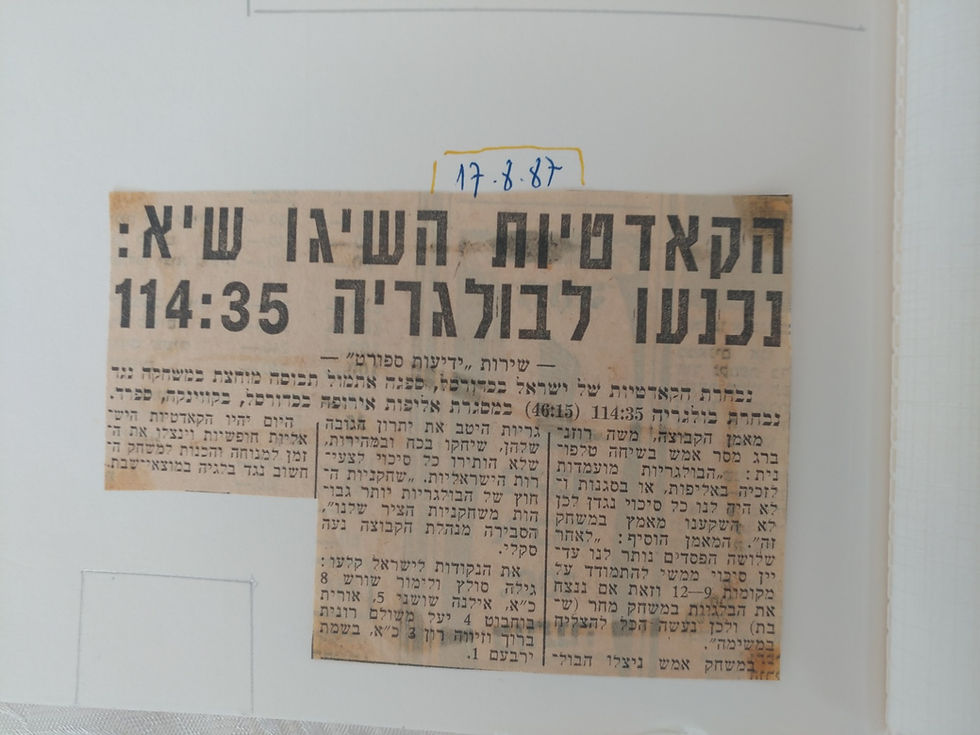 17.8.87
הקאדטיות השיגו שיא:
נכנעו לבולגריה 114:35
— שירות „ידיעות ספורט" —
נבחרת הקאדטיות של ישראל בכדורסל, ספגה אתמול תבוסה מוחצת במשחקה נגד
נבחרת בולגריה 114:35 (46:15) במסגרת אליפות אירופה בכדורסל, בקווינקה, ספרד.
מאמן הקבוצה, משה רוזנ־
ברג מסר אמש בשיחה טלפו־
נית: „הבולגריות מועמדות
לזכיה באליפות, או בסגנות ו־
לא היה לנו כל סיכוי נגדן לכן
לא השקענו מאמץ במשחק
זה". המאמן הוסיף: „לאחר
שלושה הפסדים נותר לנו עד־
יין סיכוי ממשי להתמודד על
מקומות 9—12 וזאת אם ננצח
את הבלגיות במשחק מחר (ש־
בת) ולכן נעשה הכל להצליח
במשימה".
במשחק אמש ניצלו הבול־
גריות היטב את יתרון הגובה
שלהן, שיחקו בכח ובמהירות,
שלא הותירו כל סיכוי לצעי־
רות הישראליות. „שחקניות ה־
חוץ של הבולגריות יותר גבו־
הות משחקניות הציר שלנו",
הסבירה מנהלת הקבוצה נעה
סקלי.
את הנקודות לישראל קלעו:
גילה סולץ ולימור שורש 8
כ"א, אילנה שושני 5, אורית
בוחבוט 4 יעל משולם רונית
ברוך וזיווה רון 3 כ"א, בשמת
ירבעם 1.
היום יהיו הקאדטיות היש־
אליות חופשיות וינצלו את ה־
זמן למנוחה והכנות למשחק ה־
חשוב נגד בלגיה במוצאי־שבת.